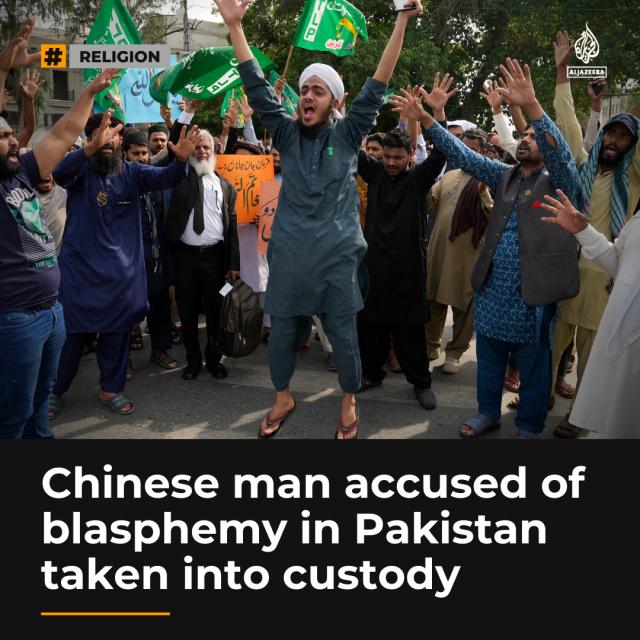 # RELIGION
ALJAZEERA
Chinese man accused of
blasphemy in Pakistan
taken into custody